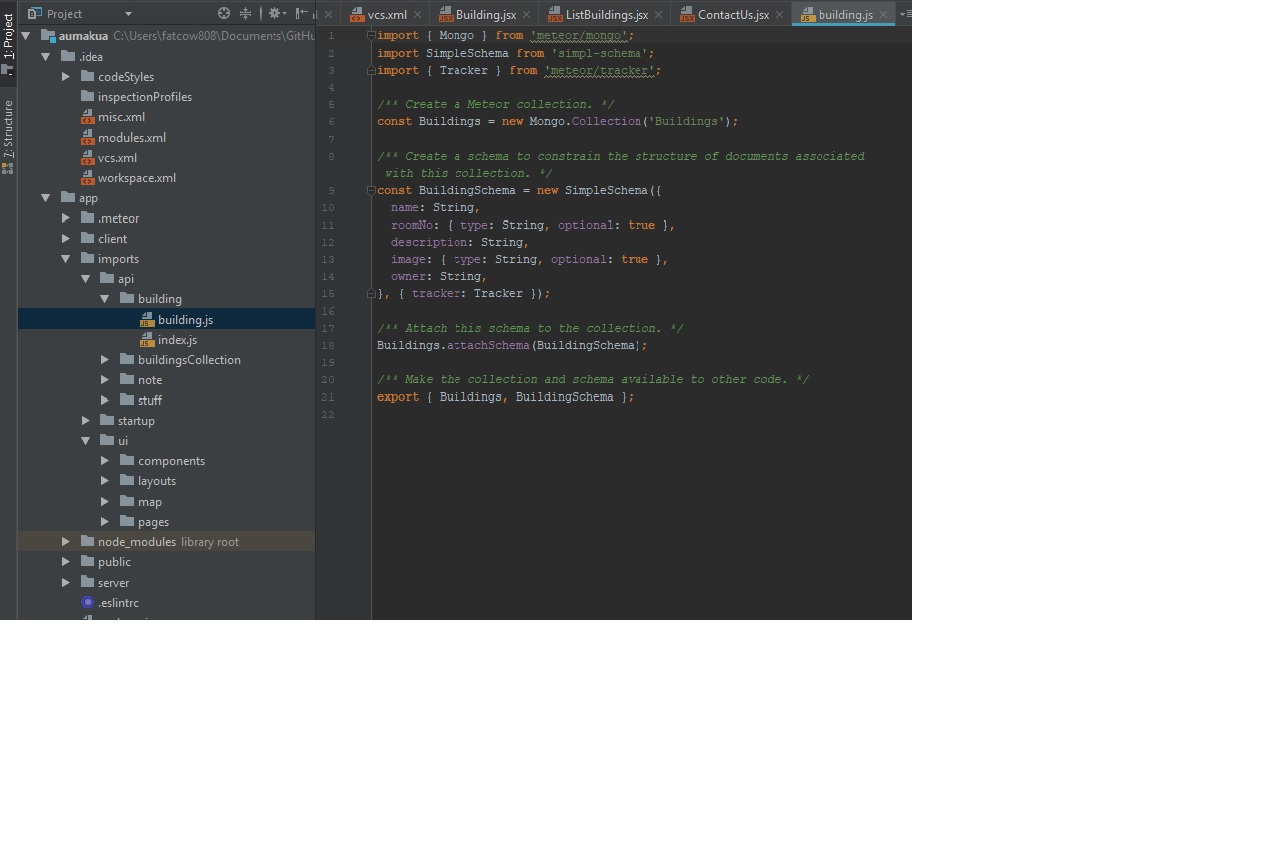 Project
vcs.xml
Building.jsx
ListBuildings.jsx
ContactUs.jsx
building.js
1: Project
7: Structure
aumakua C:\Users\fatcow808\Documents\GitHu
.idea
codeStyles
inspectionProfiles
misc.xml
modules.xml
vcs.xml
workspace.xml
app
.meteor
client
imports
api
building
building.js
index.js
buildingsCollection
note
stuff
startup
ui
components
layouts
map
pages
node_modules library root
public
server
.eslintrc
1 import { Mongo } from 'meteor/mongo';
2 import SimpleSchema from 'simpl-schema';
3 import { Tracker } from 'meteor/tracker';
4
5 /** Create a Meteor collection. */
6 const Buildings = new Mongo.Collection('Buildings');
7
8 /** Create a schema to constrain the structure of documents associated
with this collection. */
9 const BuildingSchema = new SimpleSchema({
10 name: String,
11 roomNo: { type: String, optional: true },
12 description: String,
13 image: { type: String, optional: true },
14 owner: String,
15 }, { tracker: Tracker });
16
17 /** Attach this schema to the collection. */
18 Buildings.attachSchema(BuildingSchema);
19
20 /** Make the collection and schema available to other code. */
21 export { Buildings, BuildingSchema };
22